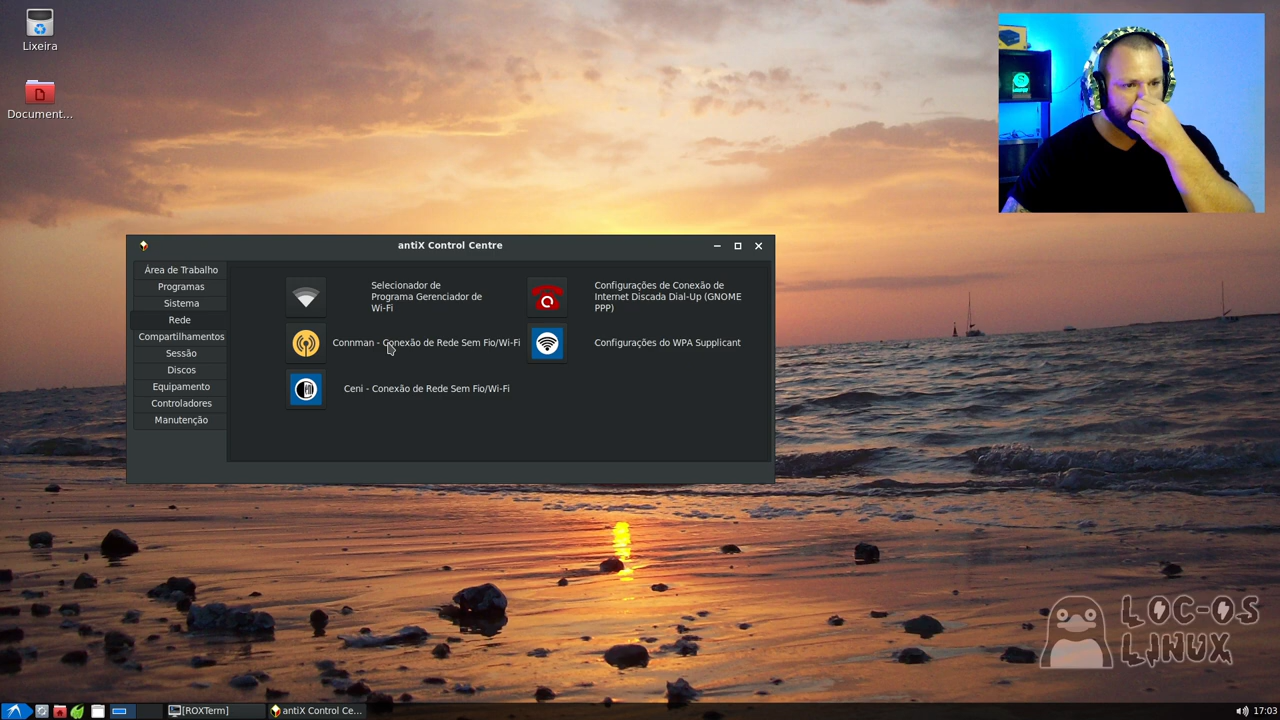 Lixeira
Document...
antiX Control Centre
Área de Trabalho
Programas
Sistema
Rede
Compartilhamentos
Sessão
Discos
Equipamento
Controladores
Manutenção
Selecionador de
Programa Gerenciador de
Wi-Fi
Configurações de Conexão de
Internet Discada Dial-Up (GNOME
PPP)
Connman - Conexão de Rede Sem Fio/Wi-Fi
Configurações do WPA Supplicant
Ceni - Conexão de Rede Sem Fio/Wi-Fi
LOC-OS
LINUX
[ROXTerm]
antiX Control Ce...
17:03